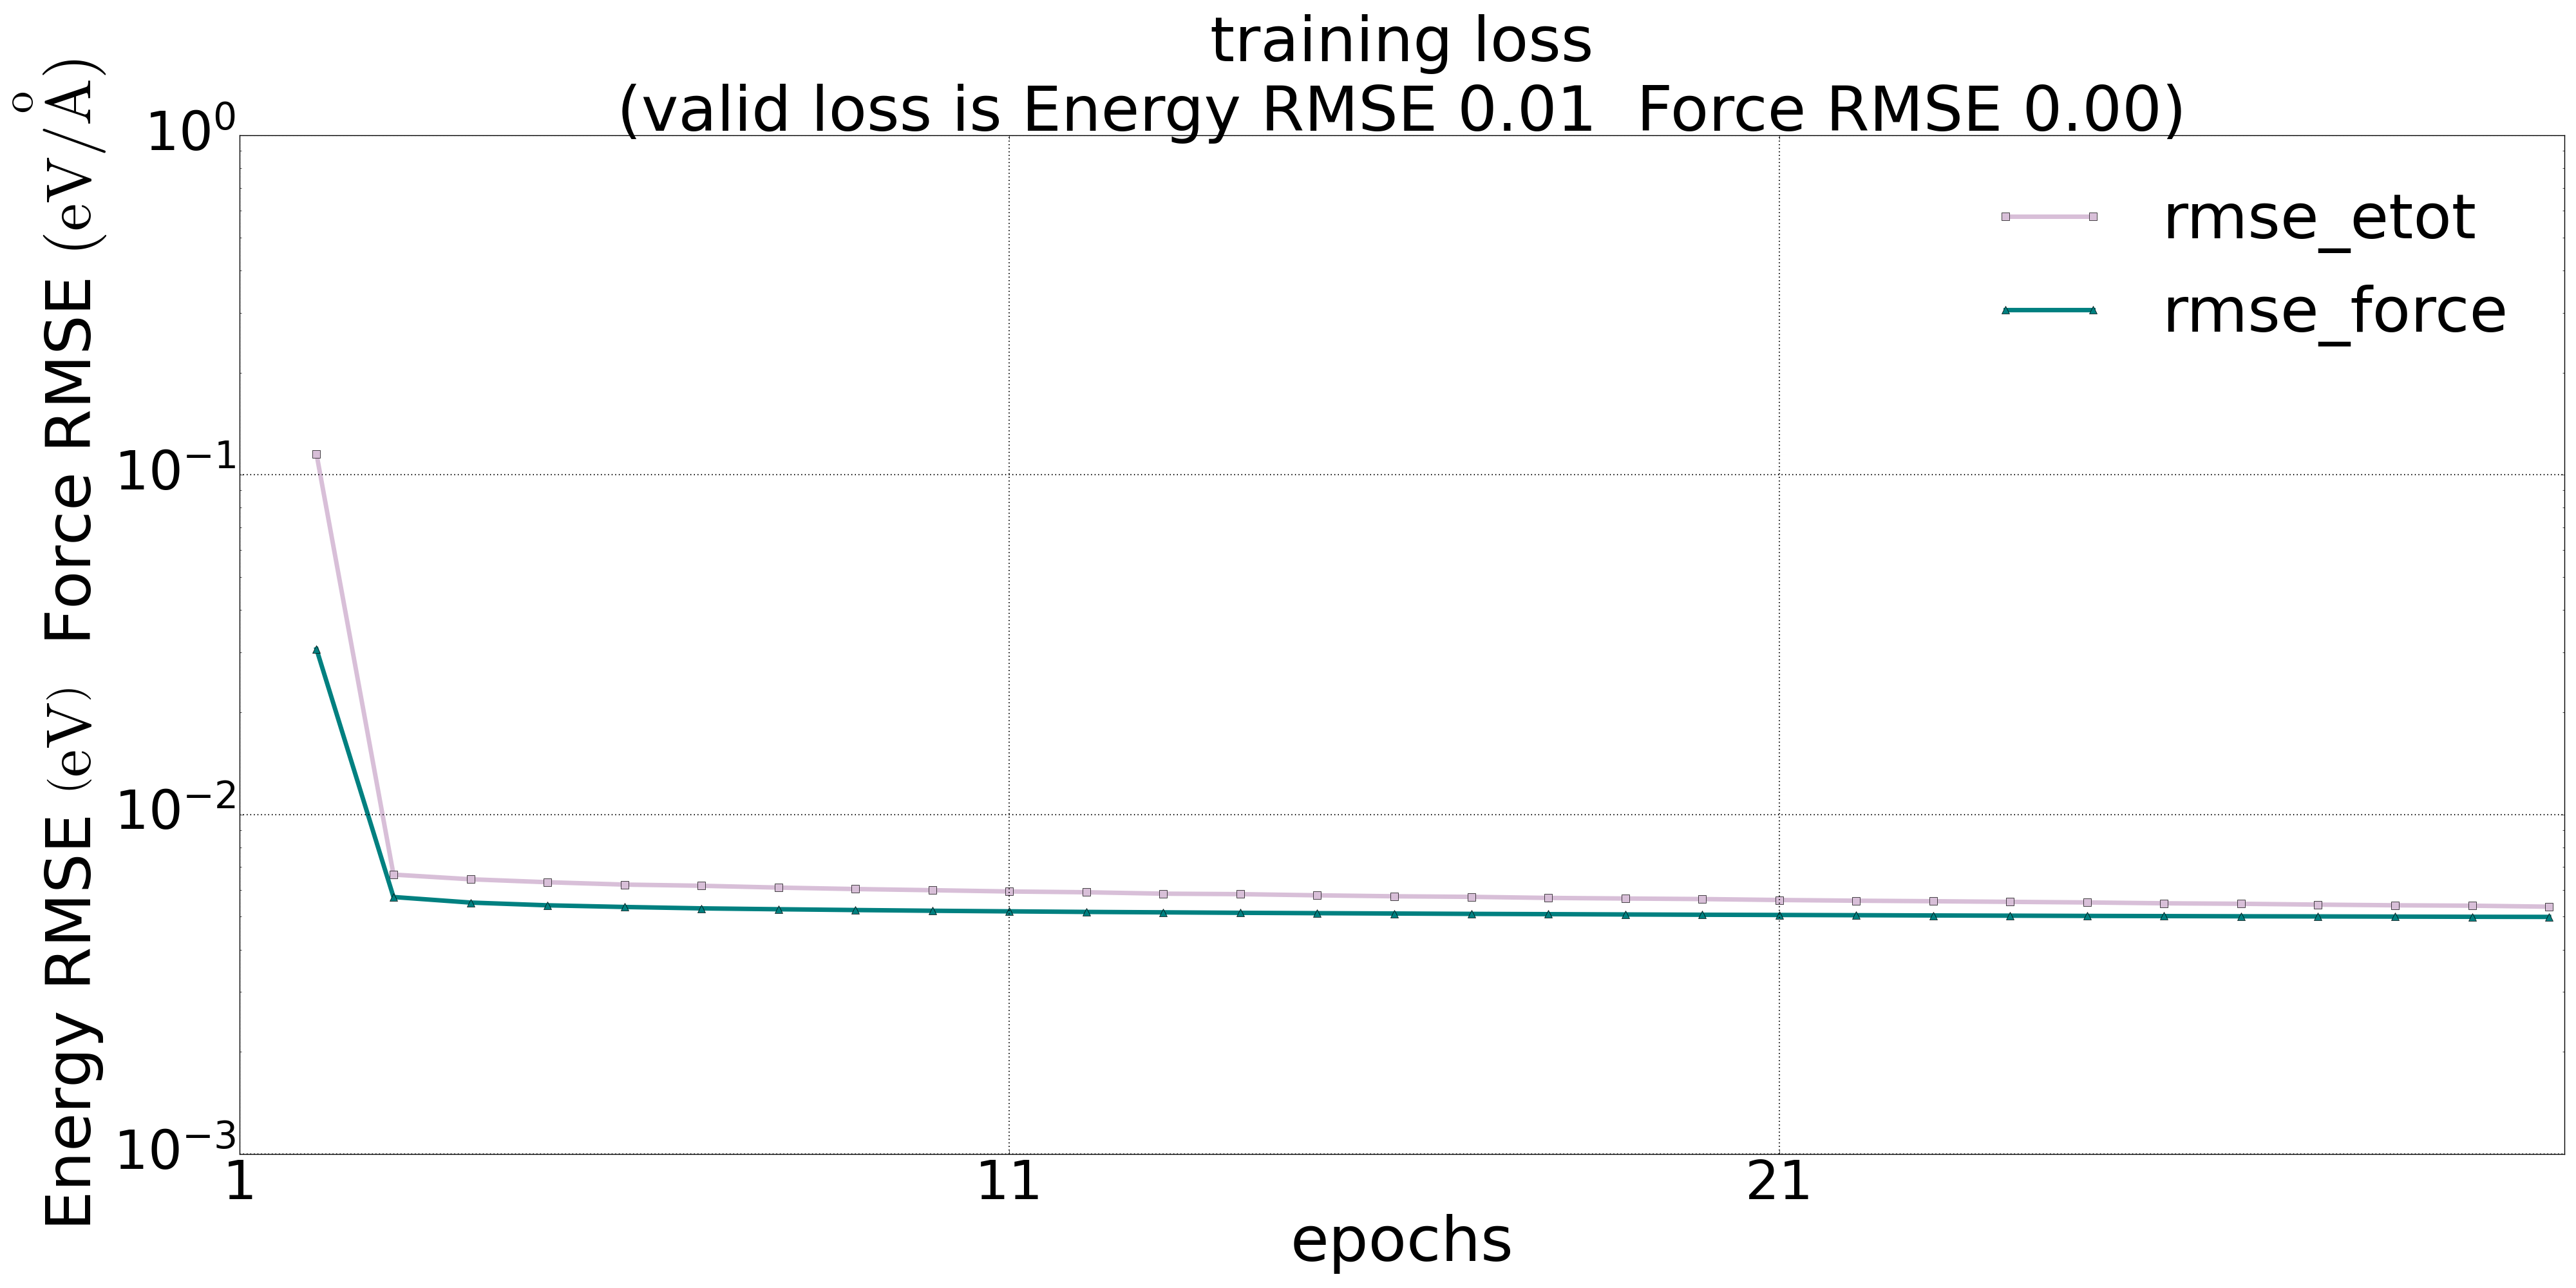 training loss
(valid loss is Energy RMSE 0.01  Force RMSE 0.00)
Energy RMSE (eV)  Force RMSE (eV/Å)
10⁰
10⁻¹
10⁻²
10⁻³
rmse_etot
rmse_force
1
11
21
epochs